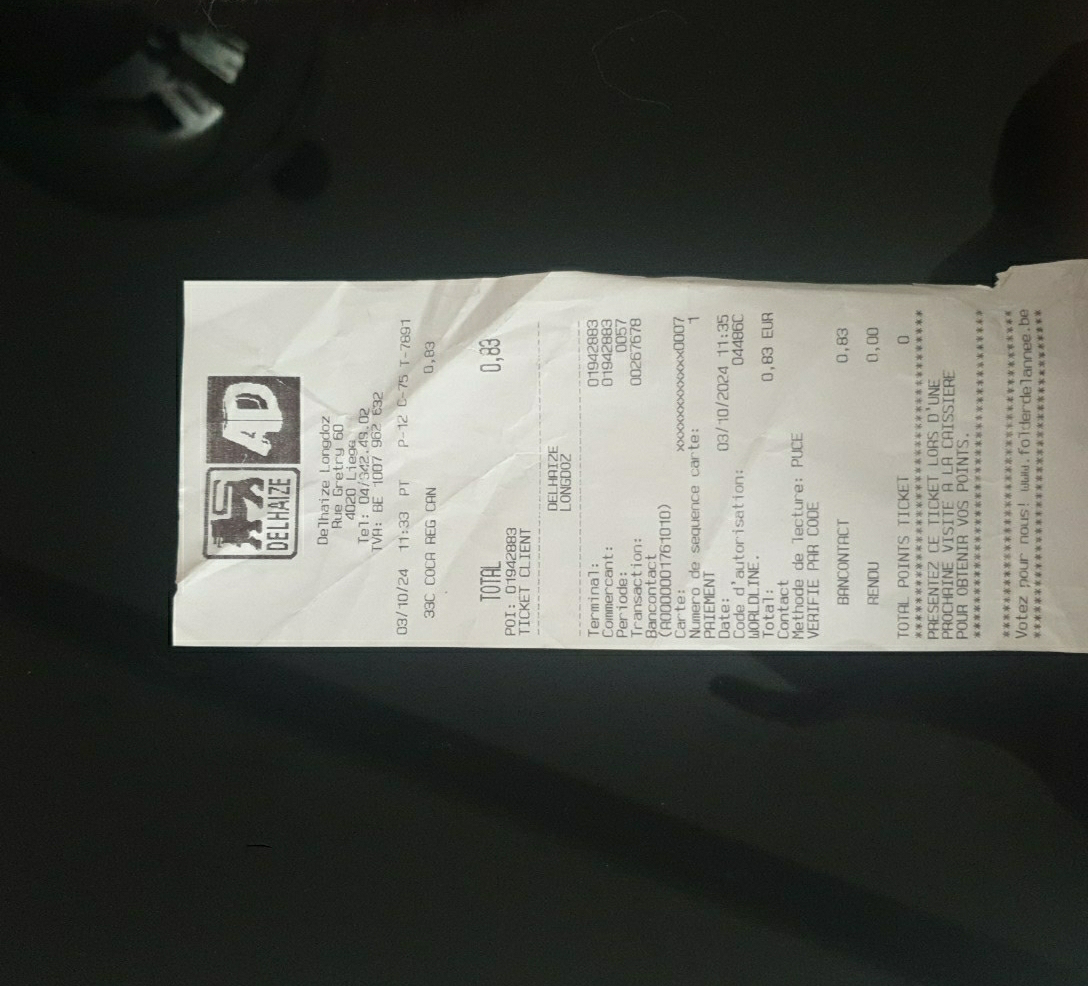 DELHAIZE AD
Delhaize Longdoz
Rue Gretry 60
4020 Liege
Tel: 04/342.49.02
TVA: BE 1007 962 632
03/10/24 11:33 PT P-12 C-75 T-7891
33C COCA REG CAN 0,83
TOTAL 0,83
POI: 01942883
TICKET CLIENT
DELHAIZE
LONGDOZ
Terminal: 01942883
Commercant: 01942883
Periode: 0057
Transaction: 00267678
Bancontact
(A0000001761010)
Carte: xxxxxxxxxxxxx0007
Numero de sequence carte: 1
PAIEMENT
Date: 03/10/2024 11:35
Code d'autorisation: 04486C
WORLDLINE.
Total: 0,83 EUR
Contact
Methode de lecture: PUCE
VERIFIE PAR CODE
BANCONTACT 0,83
RENDU 0,00
TOTAL POINTS TICKET 0
PRESENTEZ CE TICKET LORS D'UNE
PROCHAINE VISITE A LA CAISSIERE
POUR OBTENIR VOS POINTS.
Votez pour nous! www.folderdelannee.be